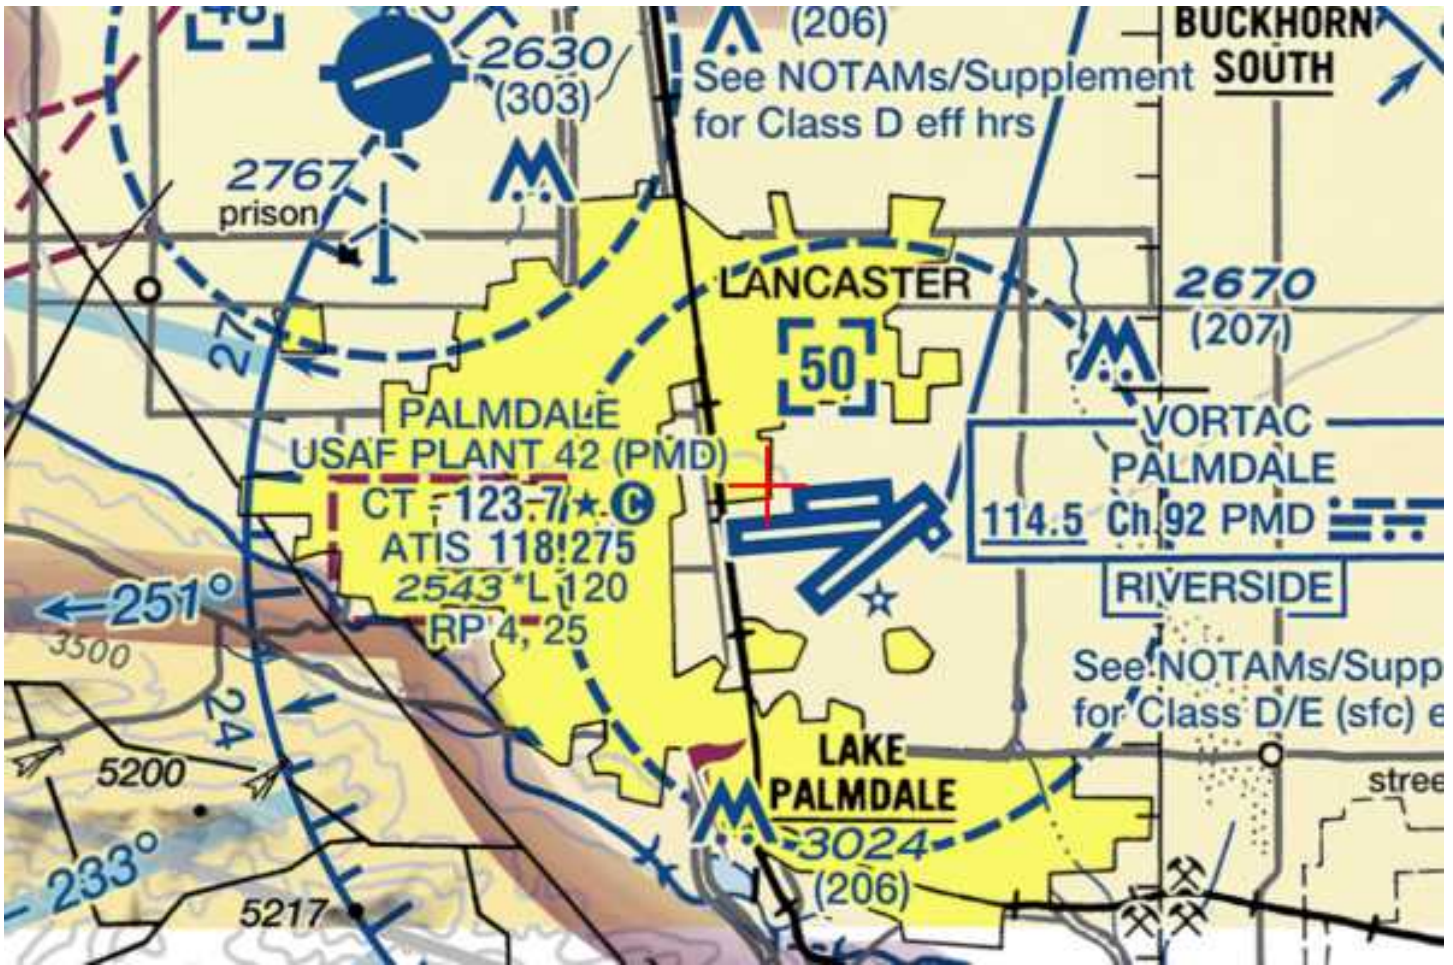 BUCKHORN
SOUTH
(206)
See NOTAMs/Supplement
for Class D eff hrs
2630
(303)
2767
prison
LANCASTER
2670
(207)
27
50
PALMDALE
USAF PLANT 42 (PMD)
CT - 123.7 ★ C
ATIS 118.275
2543 *L 120
RP 4, 25
VORTAC
PALMDALE
114.5 Ch 92 PMD
RIVERSIDE
See NOTAMs/Supp
for Class D/E (sfc) e
251°
3500
24
5200
233°
5217
LAKE
PALMDALE
3024
(206)
stree